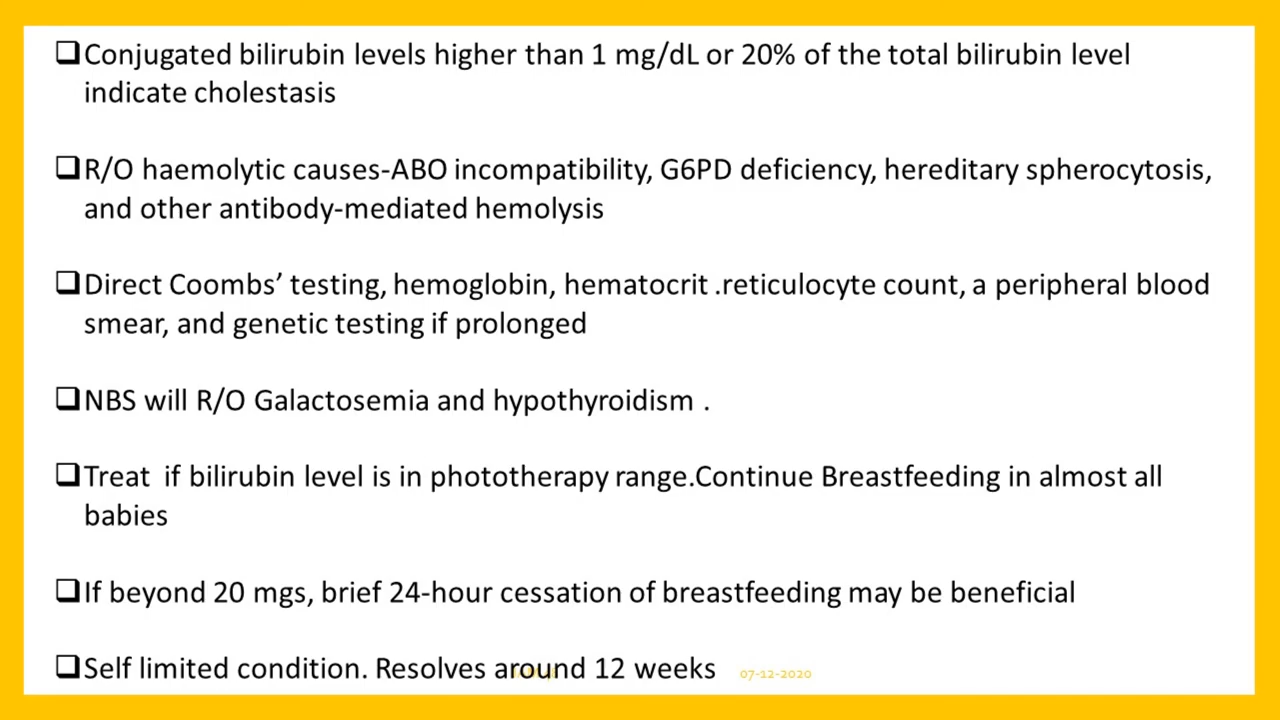 ❑Conjugated bilirubin levels higher than 1 mg/dL or 20% of the total bilirubin level
indicate cholestasis
❑R/O haemolytic causes-ABO incompatibility, G6PD deficiency, hereditary spherocytosis,
and other antibody-mediated hemolysis
❑Direct Coombs’ testing, hemoglobin, hematocrit .reticulocyte count, a peripheral blood
smear, and genetic testing if prolonged
❑NBS will R/O Galactosemia and hypothyroidism .
❑Treat if bilirubin level is in phototherapy range.Continue Breastfeeding in almost all
babies
❑If beyond 20 mgs, brief 24-hour cessation of breastfeeding may be beneficial
❑Self limited condition. Resolves around 12 weeks 07-12-2020